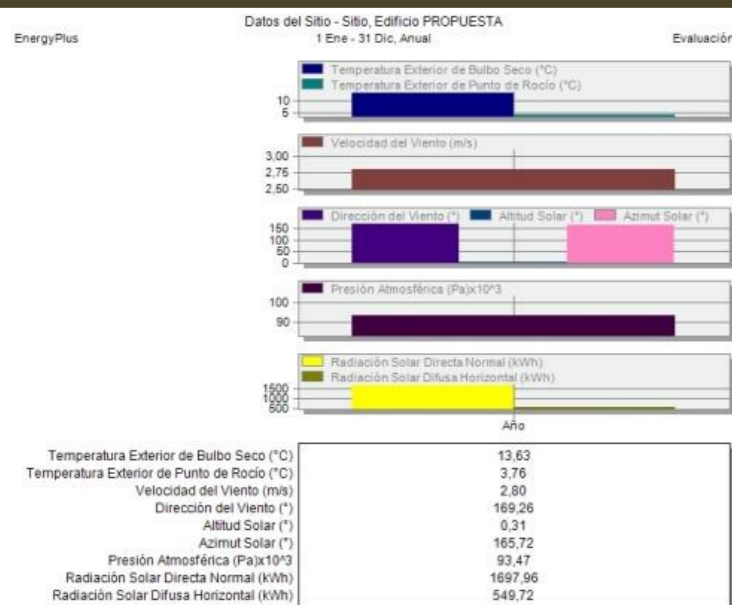 Datos del Sitio - Sitio, Edificio PROPUESTA
EnergyPlus 1 Ene - 31 Dic, Anual Evaluación
Temperatura Exterior de Bulbo Seco (°C)
Temperatura Exterior de Punto de Rocío (°C)
10
5
Velocidad del Viento (m/s)
3,00
2,75
2,50
Dirección del Viento (°) Altitud Solar (°) Azimut Solar (°)
150
100
50
0
Presión Atmosférica (Pa)x10^3
100
90
Radiación Solar Directa Normal (kWh)
Radiación Solar Difusa Horizontal (kWh)
1500
1000
500
Año
Temperatura Exterior de Bulbo Seco (°C) 13,63
Temperatura Exterior de Punto de Rocío (°C) 3,76
Velocidad del Viento (m/s) 2,80
Dirección del Viento (°) 169,26
Altitud Solar (°) 0,31
Azimut Solar (°) 165,72
Presión Atmosférica (Pa)x10^3 93,47
Radiación Solar Directa Normal (kWh) 1697,96
Radiación Solar Difusa Horizontal (kWh) 549,72